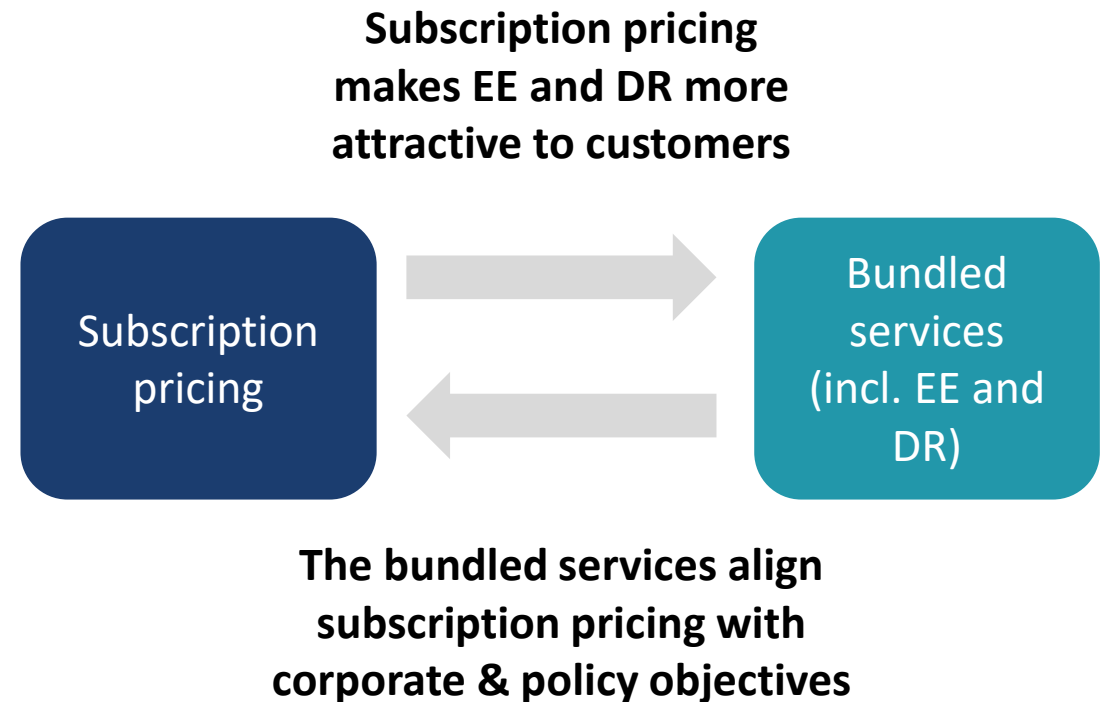 Subscription pricing
makes EE and DR more
attractive to customers
Subscription
pricing
Bundled
services
(incl. EE and
DR)
The bundled services align
subscription pricing with
corporate & policy objectives